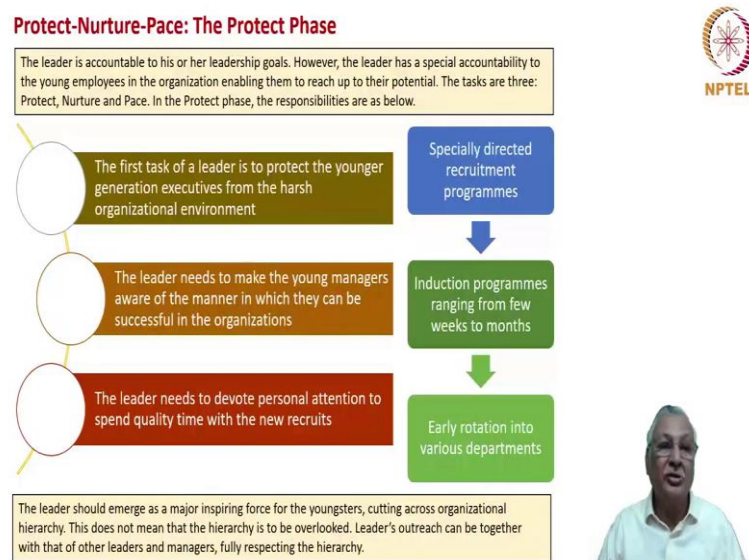 Protect-Nurture-Pace: The Protect Phase
The leader is accountable to his or her leadership goals. However, the leader has a special accountability to
the young employees in the organization enabling them to reach up to their potential. The tasks are three:
Protect, Nurture and Pace. In the Protect phase, the responsibilities are as below.
NPTEL
The first task of a leader is to protect the younger
generation executives from the harsh
organizational environment
The leader needs to make the young managers
aware of the manner in which they can be
successful in the organizations
The leader needs to devote personal attention to
spend quality time with the new recruits
Specially directed
recruitment
programmes
Induction programmes
ranging from few
weeks to months
Early rotation into
various departments
The leader should emerge as a major inspiring force for the youngsters, cutting across organizational
hierarchy. This does not mean that the hierarchy is to be overlooked. Leader's outreach can be together
with that of other leaders and managers, fully respecting the hierarchy.